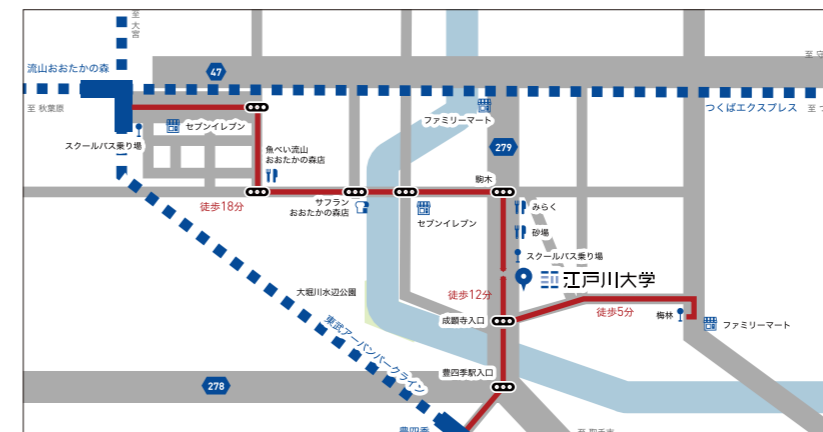 至 大宮
流山おおたかの森
47
至 秋葉原
つくばエクスプレス
スクールバス乗り場
セブンイレブン
ファミリーマート
279
魚べい流山
おおたかの森店
駒木
徒歩18分
サフラン
おおたかの森店
セブンイレブン
みらく
砂場
スクールバス乗り場
江戸川大学
大堀川水辺公園
徒歩12分
成願寺入口
徒歩5分
梅林
ファミリーマート
東武アーバンパークライン
豊四季駅入口
278
豊四季